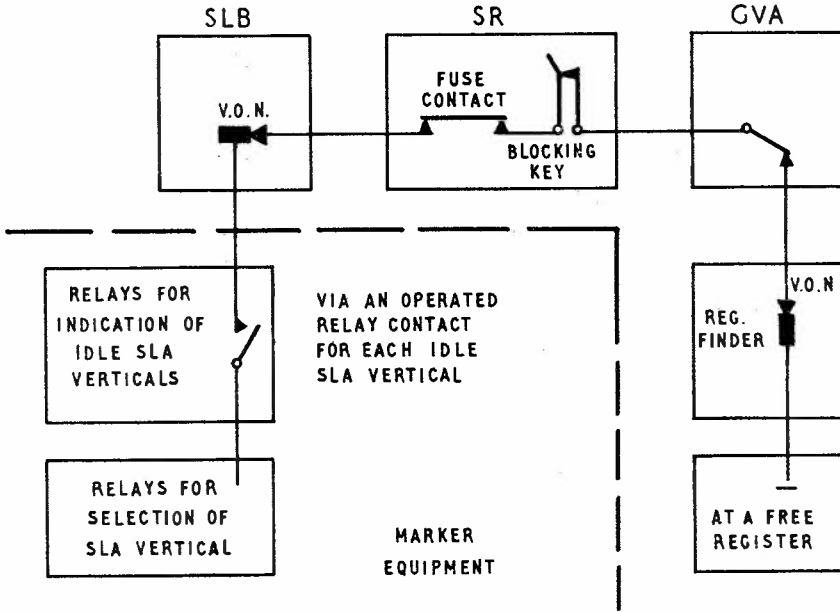 SLB
SR
GVA
V.O.N.
FUSE
CONTACT
BLOCKING
KEY
RELAYS FOR
INDICATION OF
IDLE SLA
VERTICALS
VIA AN OPERATED
RELAY CONTACT
FOR EACH IDLE
SLA VERTICAL
V.O.N
REG.
FINDER
RELAYS FOR
SELECTION OF
SLA VERTICAL
MARKER
EQUIPMENT
AT A FREE
REGISTER